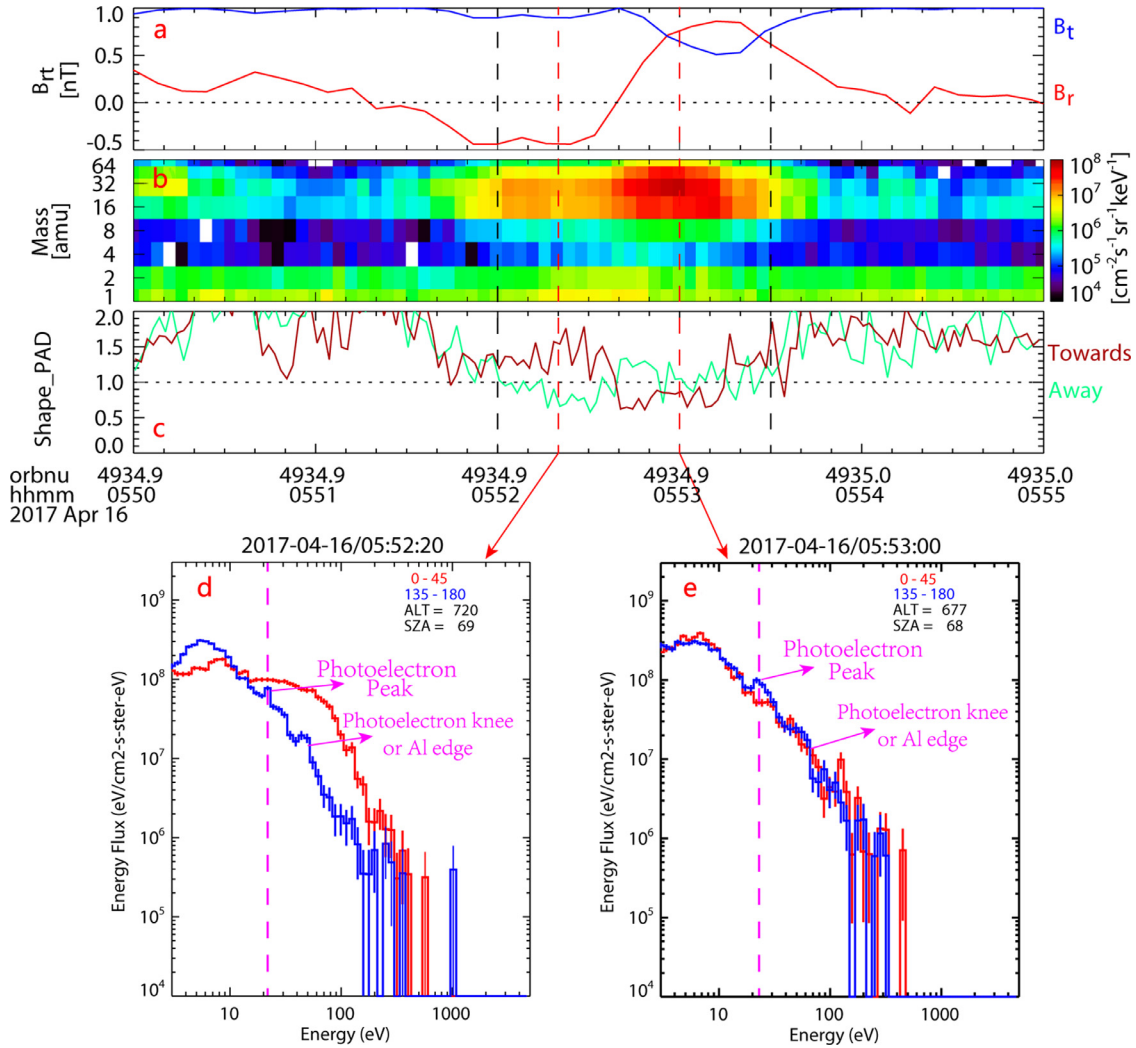 a
1.0
0.5
0.0
-0.5
Brt
[nT]
Bt
Br
b
64
32
16
8
4
2
1
Mass
[amu]
10^8
10^7
10^6
10^5
10^4
[cm^-2 s^-1 sr^-1 keV^-1]
c
2.0
1.5
1.0
0.5
0.0
Shape_PAD
Towards
Away
orbnu 4934.9 4934.9 4934.9 4934.9 4935.0 4935.0
hhmm 0550 0551 0552 0553 0554 0555
2017 Apr 16
2017-04-16/05:52:20
d
0 - 45
135 - 180
ALT = 720
SZA = 69
Photoelectron
Peak
Photoelectron knee
or Al edge
10^9
10^8
10^7
10^6
10^5
10^4
Energy Flux (eV/cm2-s-ster-eV)
10 100 1000
Energy (eV)
2017-04-16/05:53:00
e
0 - 45
135 - 180
ALT = 677
SZA = 68
Photoelectron
Peak
Photoelectron knee
or Al edge
10^9
10^8
10^7
10^6
10^5
10^4
Energy Flux (eV/cm2-s-ster-eV)
10 100 1000
Energy (eV)